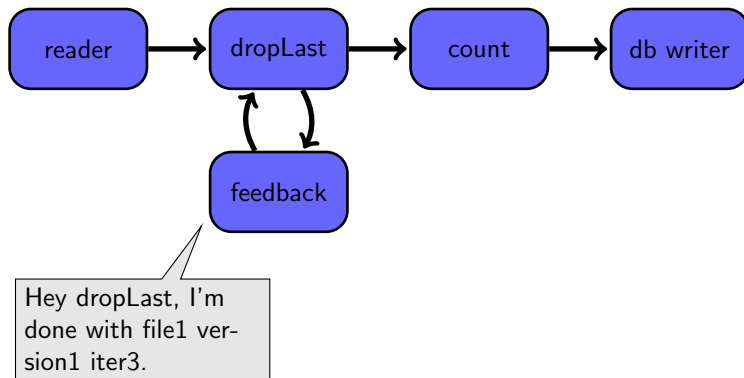 reader
dropLast
count
db writer
feedback
Hey dropLast, I'm
done with file1 ver-
sion1 iter3.